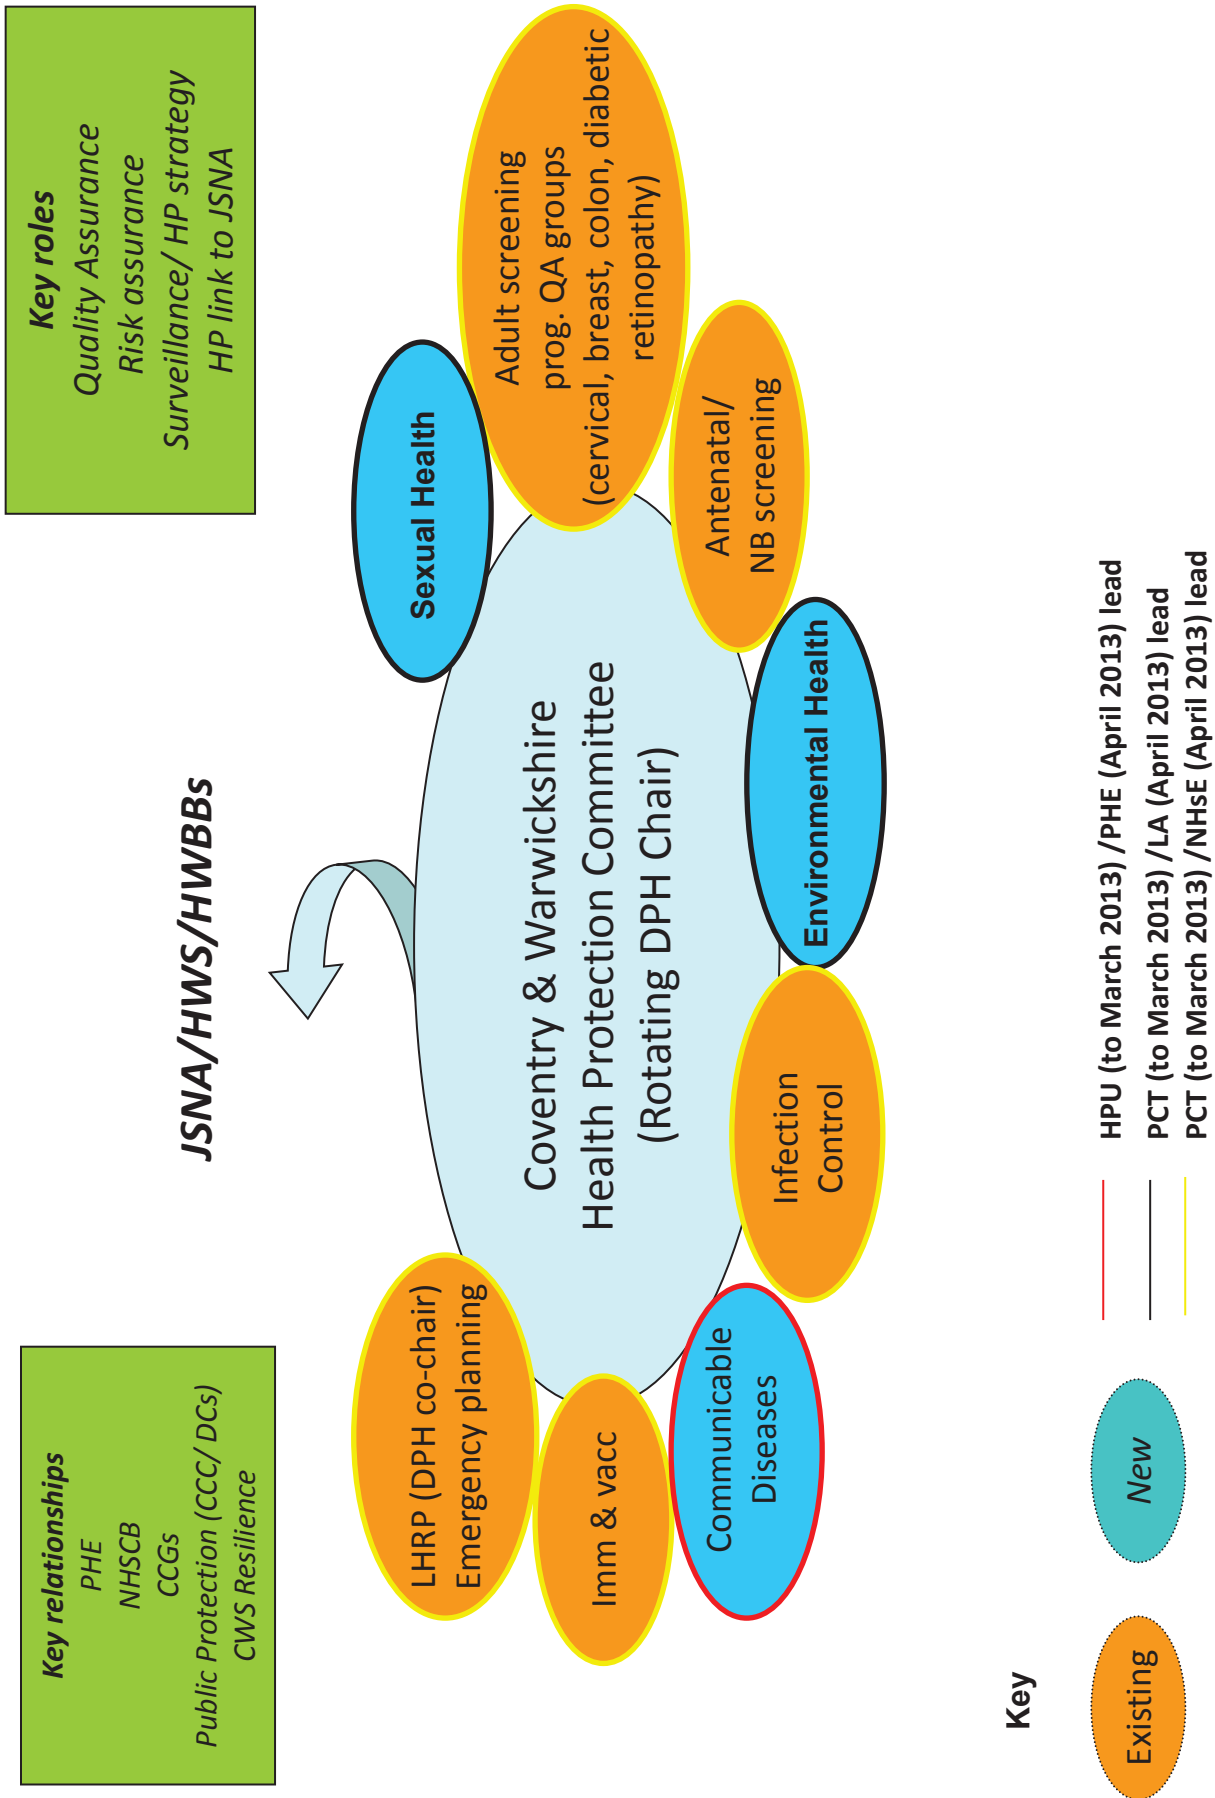 Key relationships
PHE
NHSCB
CCGs
Public Protection (CCC/ DCs)
CWS Resilience
JSNA/HWS/HWBBs
Key roles
Quality Assurance
Risk assurance
Surveillance/ HP strategy
HP link to JSNA
LHRP (DPH co-chair)
Emergency planning
Imm & vacc
Communicable
Diseases
Infection
Control
Environmental Health
Antenatal/
NB screening
Adult screening
prog. QA groups
(cervical, breast, colon, diabetic
retinopathy)
Sexual Health
Coventry & Warwickshire
Health Protection Committee
(Rotating DPH Chair)
Key
Existing
New
HPU (to March 2013) /PHE (April 2013) lead
PCT (to March 2013) /LA (April 2013) lead
PCT (to March 2013) /NHsE (April 2013) lead